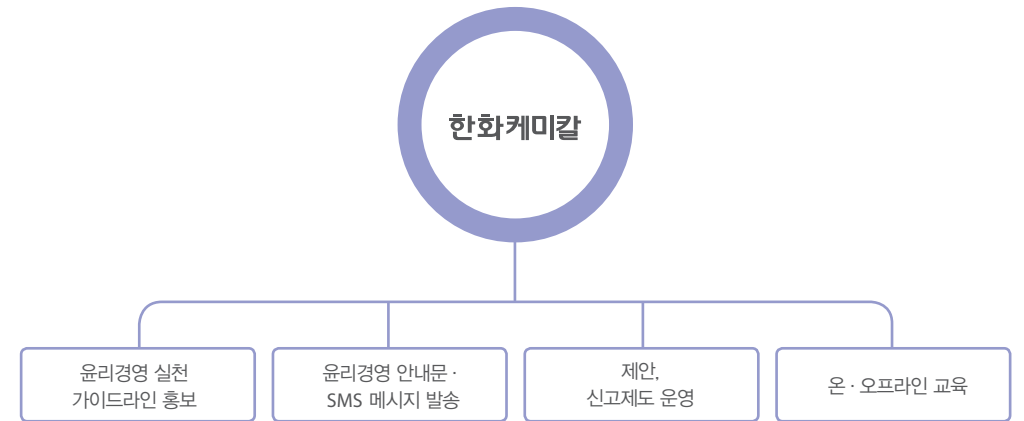 한화케미칼
윤리경영 실천
가이드라인 홍보
윤리경영 안내문 ·
SMS 메시지 발송
제안,
신고제도 운영
온 · 오프라인 교육